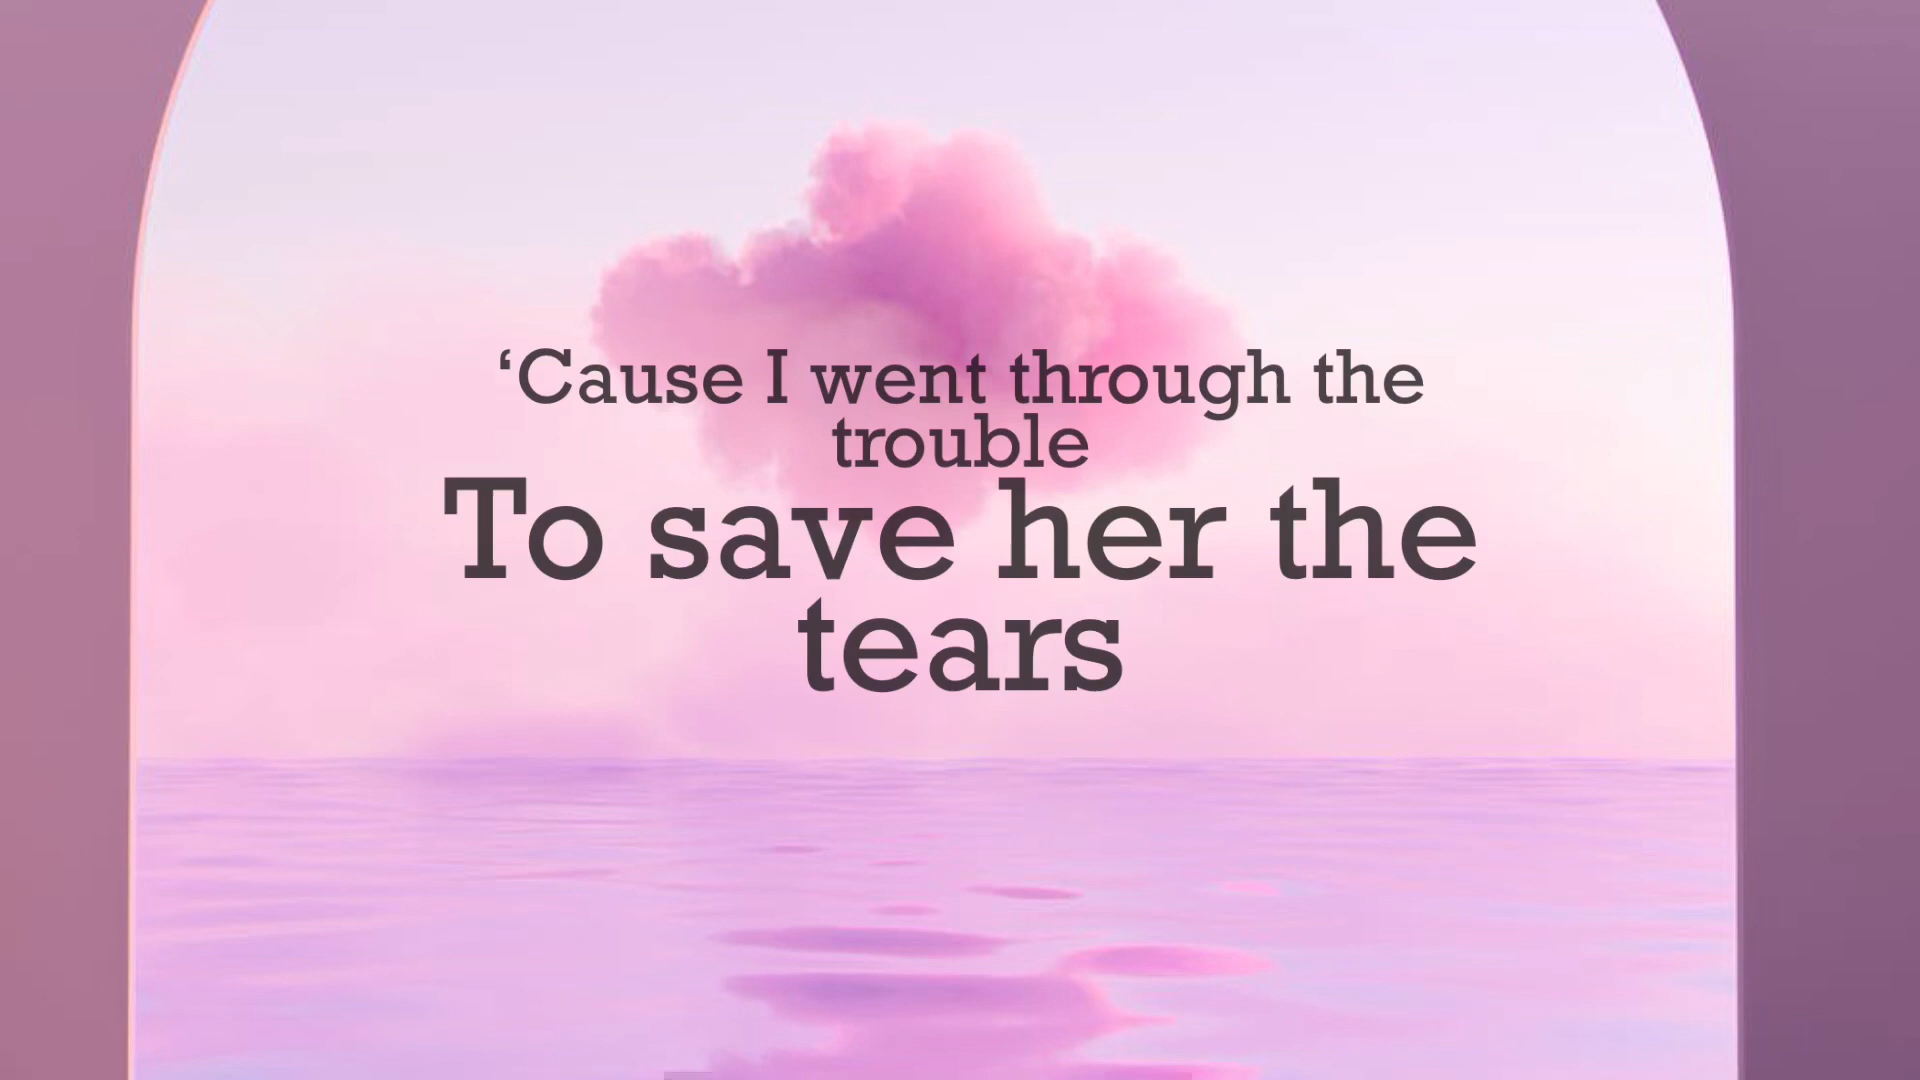 ‘Cause I went through the
trouble
To save her the
tears